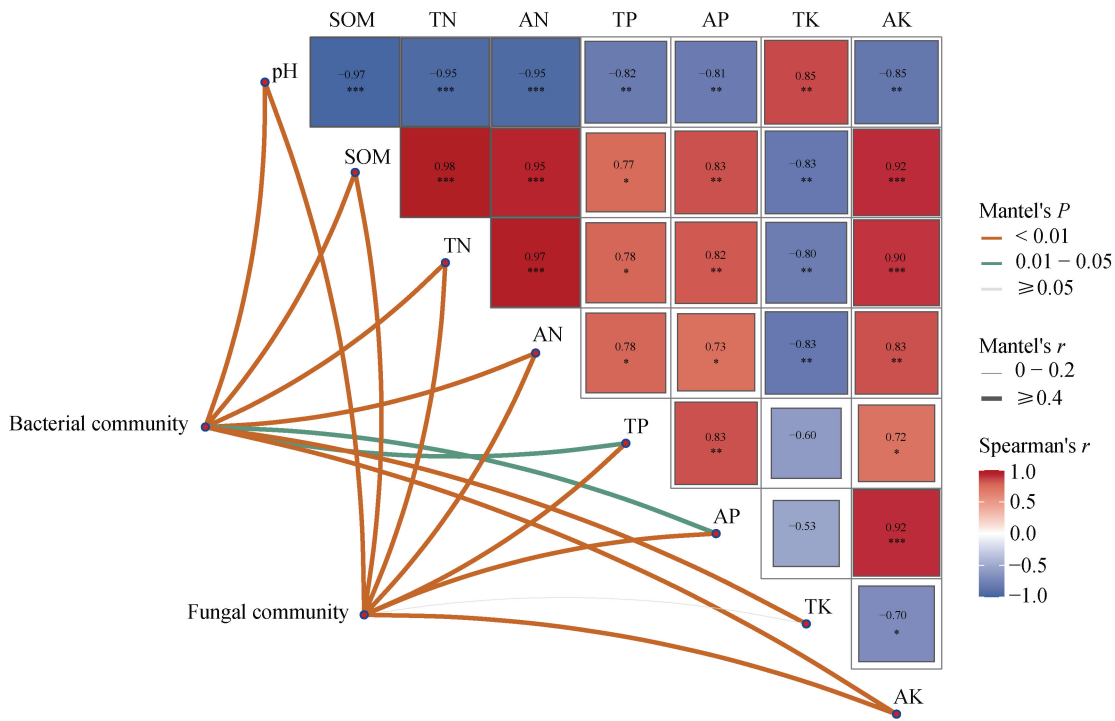 SOM TN AN TP AP TK AK
pH
−0.97 −0.95 −0.95 −0.82 −0.81 0.85 −0.85
*** *** *** ** ** ** **
SOM
0.98 0.95 0.77 0.83 −0.83 0.92
*** *** * ** ** ***
TN
0.97 0.78 0.82 −0.80 0.90
*** * ** ** ***
AN
0.78 0.73 −0.83 0.83
* * ** **
Bacterial community
TP
0.83 −0.60 0.72
** *
AP
−0.53 0.92
***
Fungal community
TK
−0.70
*
AK
Mantel's P
< 0.01
0.01 − 0.05
⩾0.05
Mantel's r
0 − 0.2
⩾0.4
Spearman's r
1.0
0.5
0.0
−0.5
−1.0